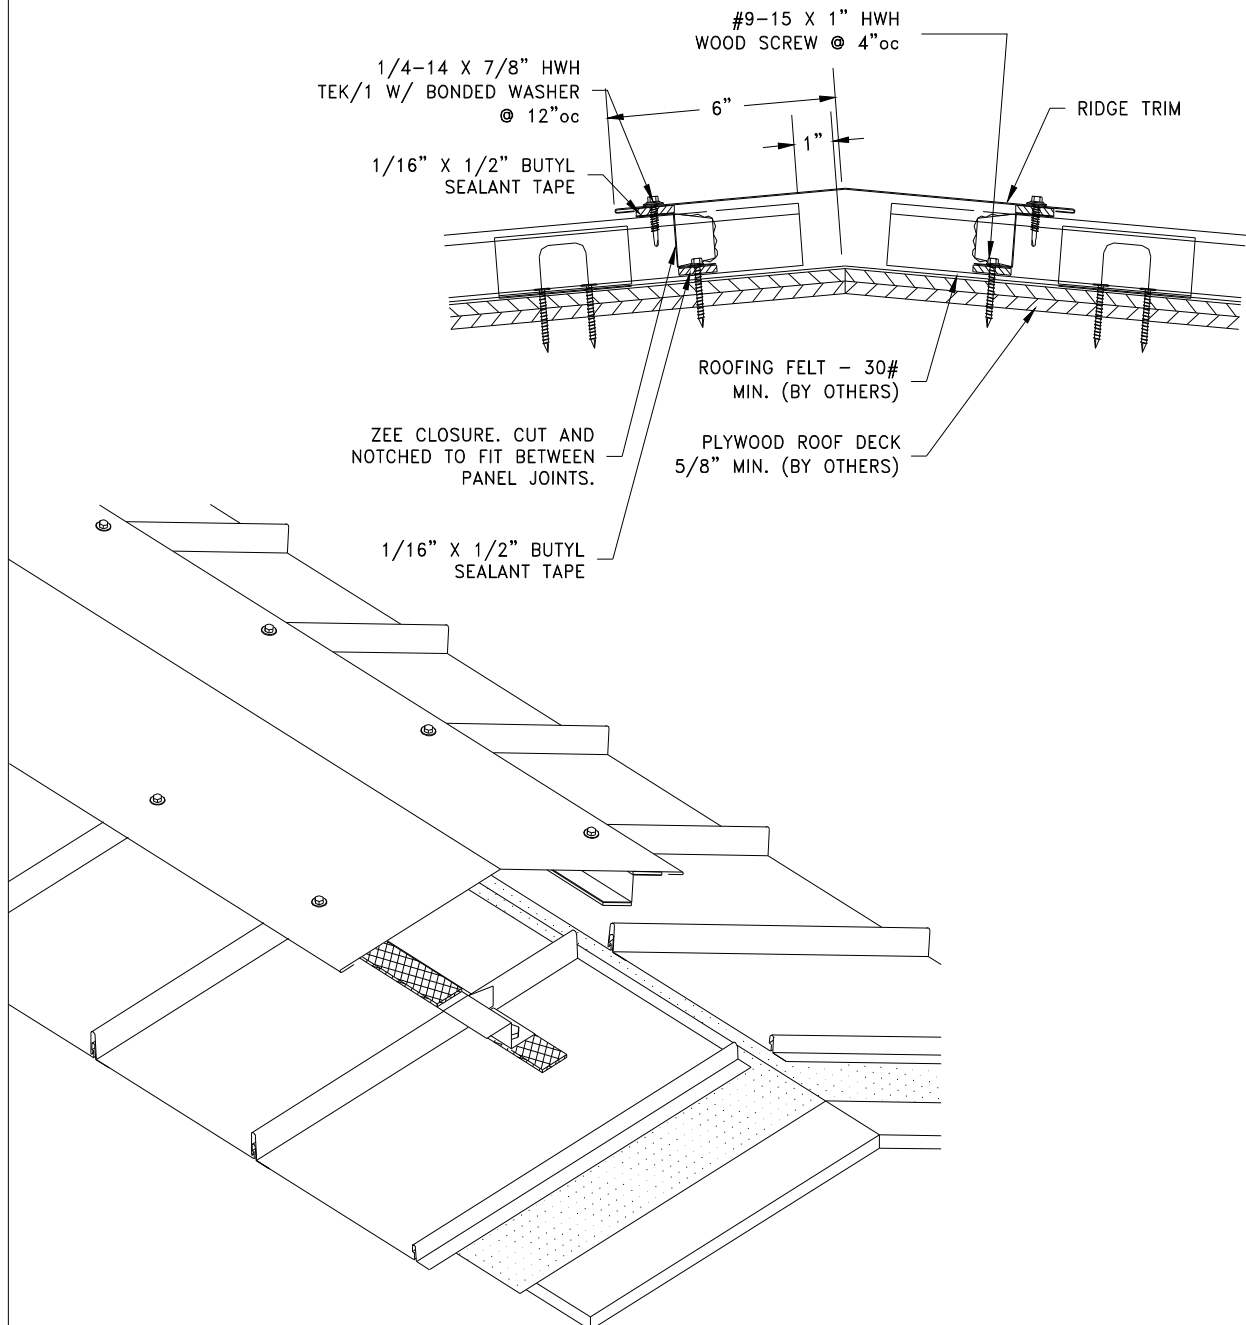 #9-15 X 1" HWH
WOOD SCREW @ 4"oc
1/4-14 X 7/8" HWH
TEK/1 W/ BONDED WASHER
@ 12"oc
6"
RIDGE TRIM
1"
1/16" X 1/2" BUTYL
SEALANT TAPE
ROOFING FELT - 30#
MIN. (BY OTHERS)
ZEE CLOSURE. CUT AND
NOTCHED TO FIT BETWEEN
PANEL JOINTS.
PLYWOOD ROOF DECK
5/8" MIN. (BY OTHERS)
1/16" X 1/2" BUTYL
SEALANT TAPE